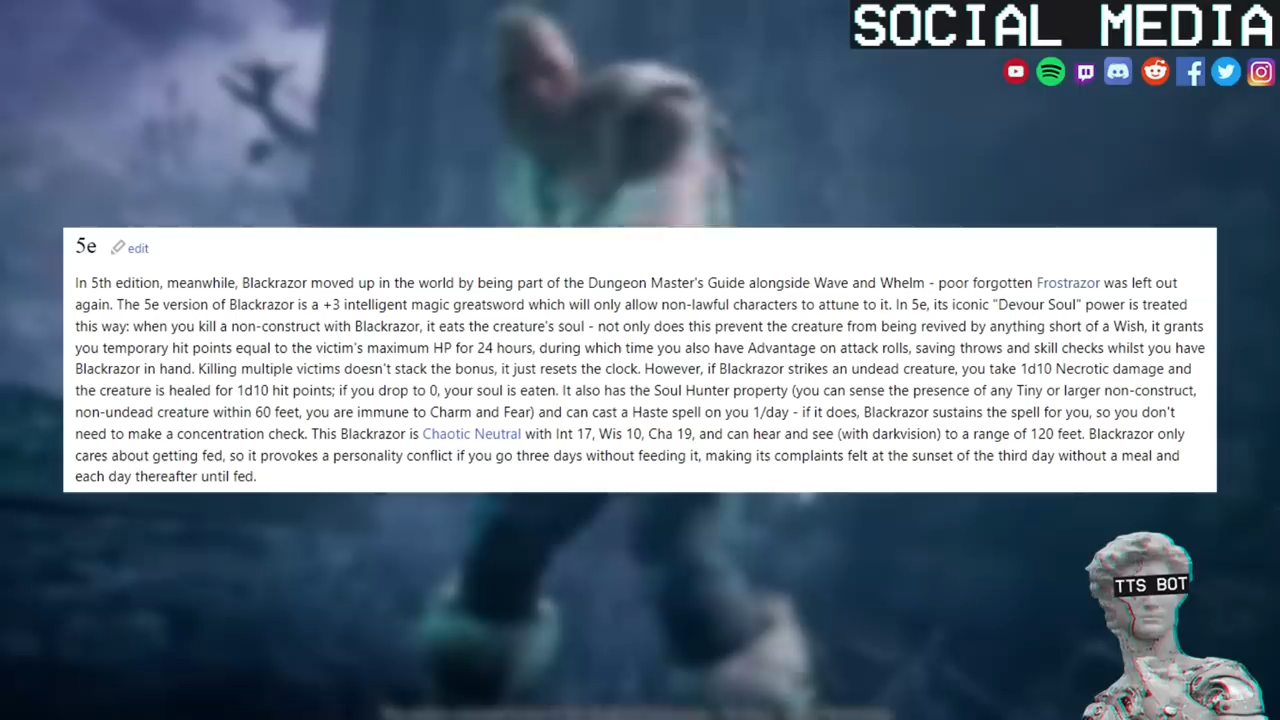 SOCIAL MEDIA
5e edit
In 5th edition, meanwhile, Blackrazor moved up in the world by being part of the Dungeon Master's Guide alongside Wave and Whelm - poor forgotten Frostrazor was left out
again. The 5e version of Blackrazor is a +3 intelligent magic greatsword which will only allow non-lawful characters to attune to it. In 5e, its iconic "Devour Soul" power is treated
this way: when you kill a non-construct with Blackrazor, it eats the creature's soul - not only does this prevent the creature from being revived by anything short of a Wish, it grants
you temporary hit points equal to the victim's maximum HP for 24 hours, during which time you also have Advantage on attack rolls, saving throws and skill checks whilst you have
Blackrazor in hand. Killing multiple victims doesn't stack the bonus, it just resets the clock. However, if Blackrazor strikes an undead creature, you take 1d10 Necrotic damage and
the creature is healed for 1d10 hit points; if you drop to 0, your soul is eaten. It also has the Soul Hunter property (you can sense the presence of any Tiny or larger non-construct,
non-undead creature within 60 feet, you are immune to Charm and Fear) and can cast a Haste spell on you 1/day - if it does, Blackrazor sustains the spell for you, so you don't
need to make a concentration check. This Blackrazor is Chaotic Neutral with Int 17, Wis 10, Cha 19, and can hear and see (with darkvision) to a range of 120 feet. Blackrazor only
cares about getting fed, so it provokes a personality conflict if you go three days without feeding it, making its complaints felt at the sunset of the third day without a meal and
each day thereafter until fed.
TTS BOT